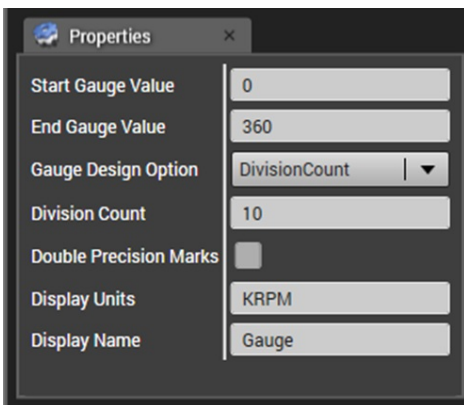 Properties ×
Start Gauge Value 0
End Gauge Value 360
Gauge Design Option DivisionCount
Division Count 10
Double Precision Marks
Display Units KRPM
Display Name Gauge